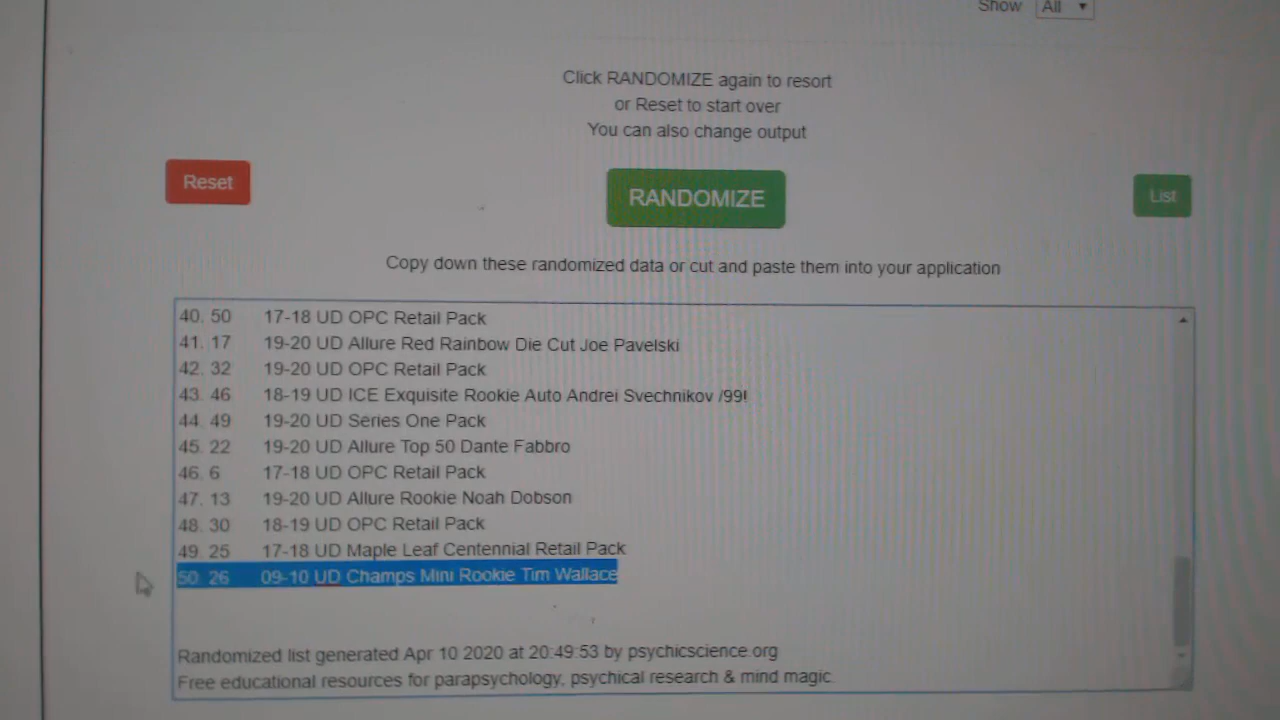 Show All
Click RANDOMIZE again to resort
or Reset to start over
You can also change output
Reset
RANDOMIZE
List
Copy down these randomized data or cut and paste them into your application
40. 50 17-18 UD OPC Retail Pack
41. 17 19-20 UD Allure Red Rainbow Die Cut Joe Pavelski
42. 32 19-20 UD OPC Retail Pack
43. 46 18-19 UD ICE Exquisite Rookie Auto Andrei Svechnikov /99!
44. 49 19-20 UD Series One Pack
45. 22 19-20 UD Allure Top 50 Dante Fabbro
46. 6 17-18 UD OPC Retail Pack
47. 13 19-20 UD Allure Rookie Noah Dobson
48. 30 18-19 UD OPC Retail Pack
49. 25 17-18 UD Maple Leaf Centennial Retail Pack
50. 26 09-10 UD Champs Mini Rookie Tim Wallace
Randomized list generated Apr 10 2020 at 20:49:53 by psychicscience.org
Free educational resources for parapsychology, psychical research & mind magic.